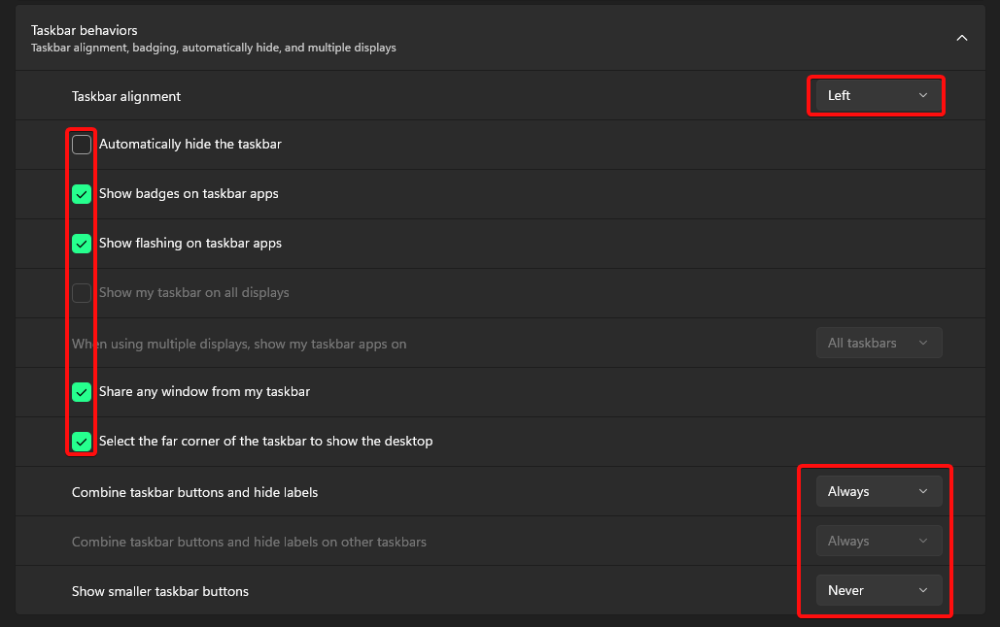 Taskbar behaviors
Taskbar alignment, badging, automatically hide, and multiple displays
Taskbar alignment
Left
Automatically hide the taskbar
Show badges on taskbar apps
Show flashing on taskbar apps
Show my taskbar on all displays
When using multiple displays, show my taskbar apps on
All taskbars
Share any window from my taskbar
Select the far corner of the taskbar to show the desktop
Combine taskbar buttons and hide labels
Always
Combine taskbar buttons and hide labels on other taskbars
Always
Show smaller taskbar buttons
Never